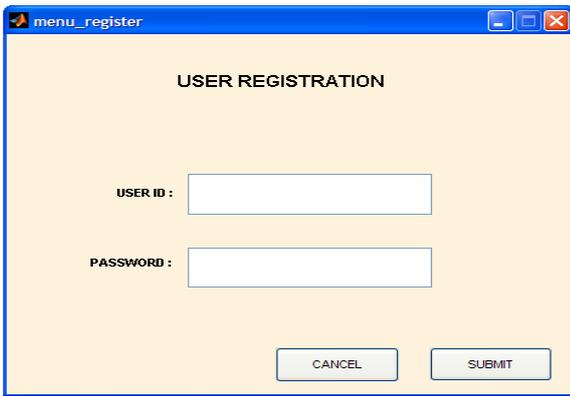 menu_register
USER REGISTRATION
USER ID :
PASSWORD :
CANCEL
SUBMIT